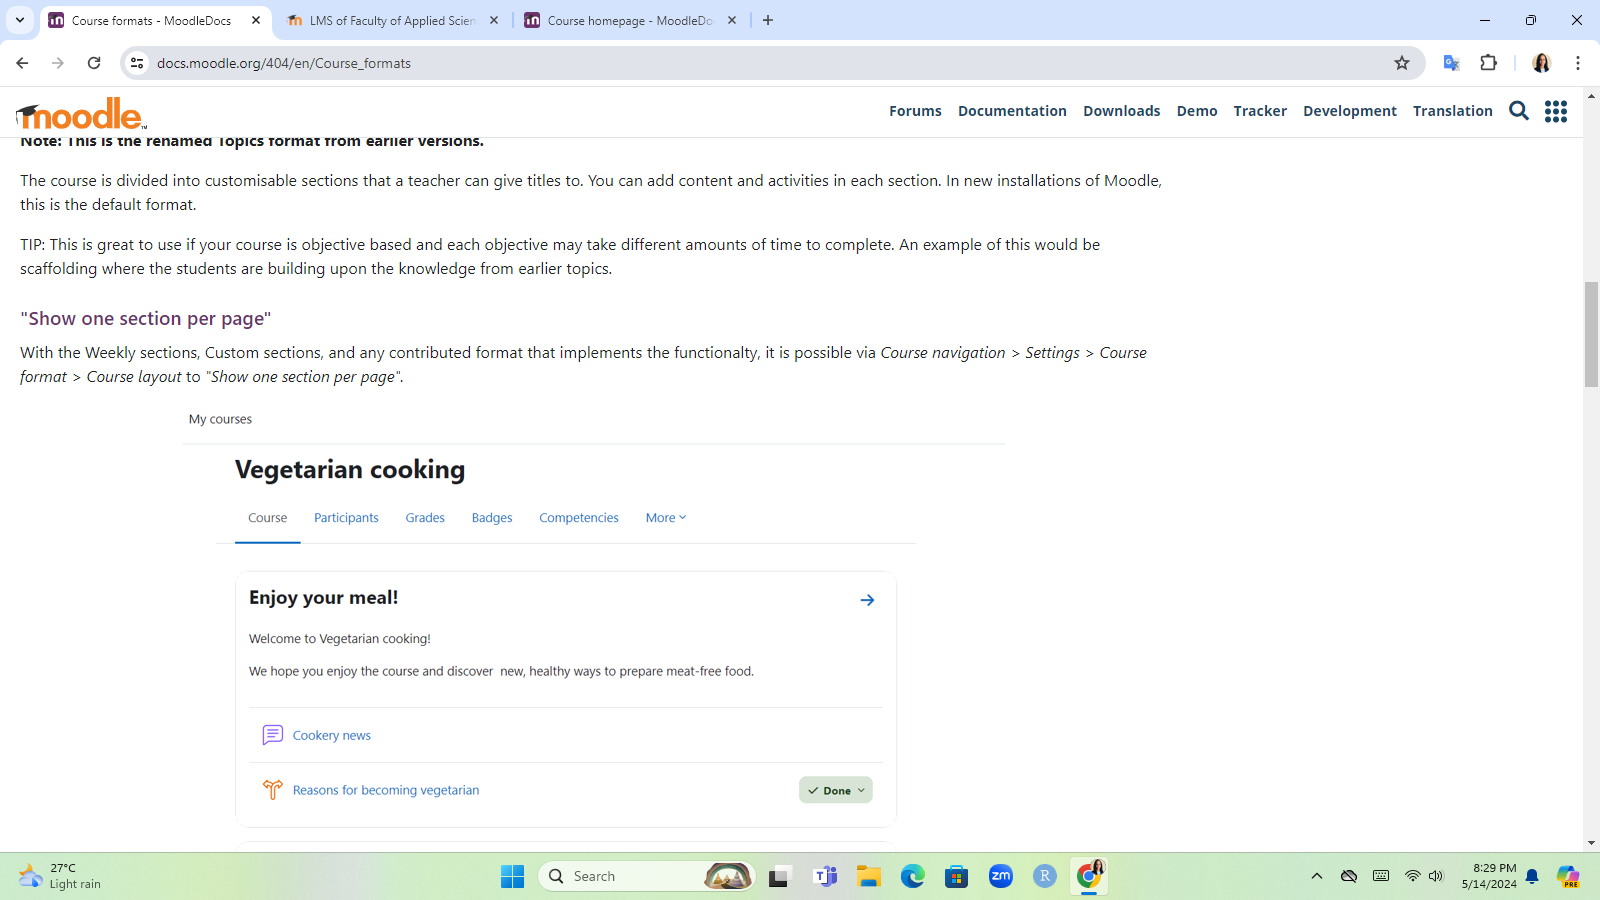 Course formats - MoodleDocs
LMS of Faculty of Applied Scien
Course homepage - MoodleDo
docs.moodle.org/404/en/Course_formats
moodle
Forums Documentation Downloads Demo Tracker Development Translation
Note: This is the renamed Topics format from earlier versions.
The course is divided into customisable sections that a teacher can give titles to. You can add content and activities in each section. In new installations of Moodle,
this is the default format.
TIP: This is great to use if your course is objective based and each objective may take different amounts of time to complete. An example of this would be
scaffolding where the students are building upon the knowledge from earlier topics.
"Show one section per page"
With the Weekly sections, Custom sections, and any contributed format that implements the functionalty, it is possible via Course navigation > Settings > Course
format > Course layout to "Show one section per page".
My courses
Vegetarian cooking
Course Participants Grades Badges Competencies More
Enjoy your meal!
Welcome to Vegetarian cooking!
We hope you enjoy the course and discover new, healthy ways to prepare meat-free food.
Cookery news
Reasons for becoming vegetarian
Done
27°C
Light rain
Search
zm
R
8:29 PM
5/14/2024
PRE